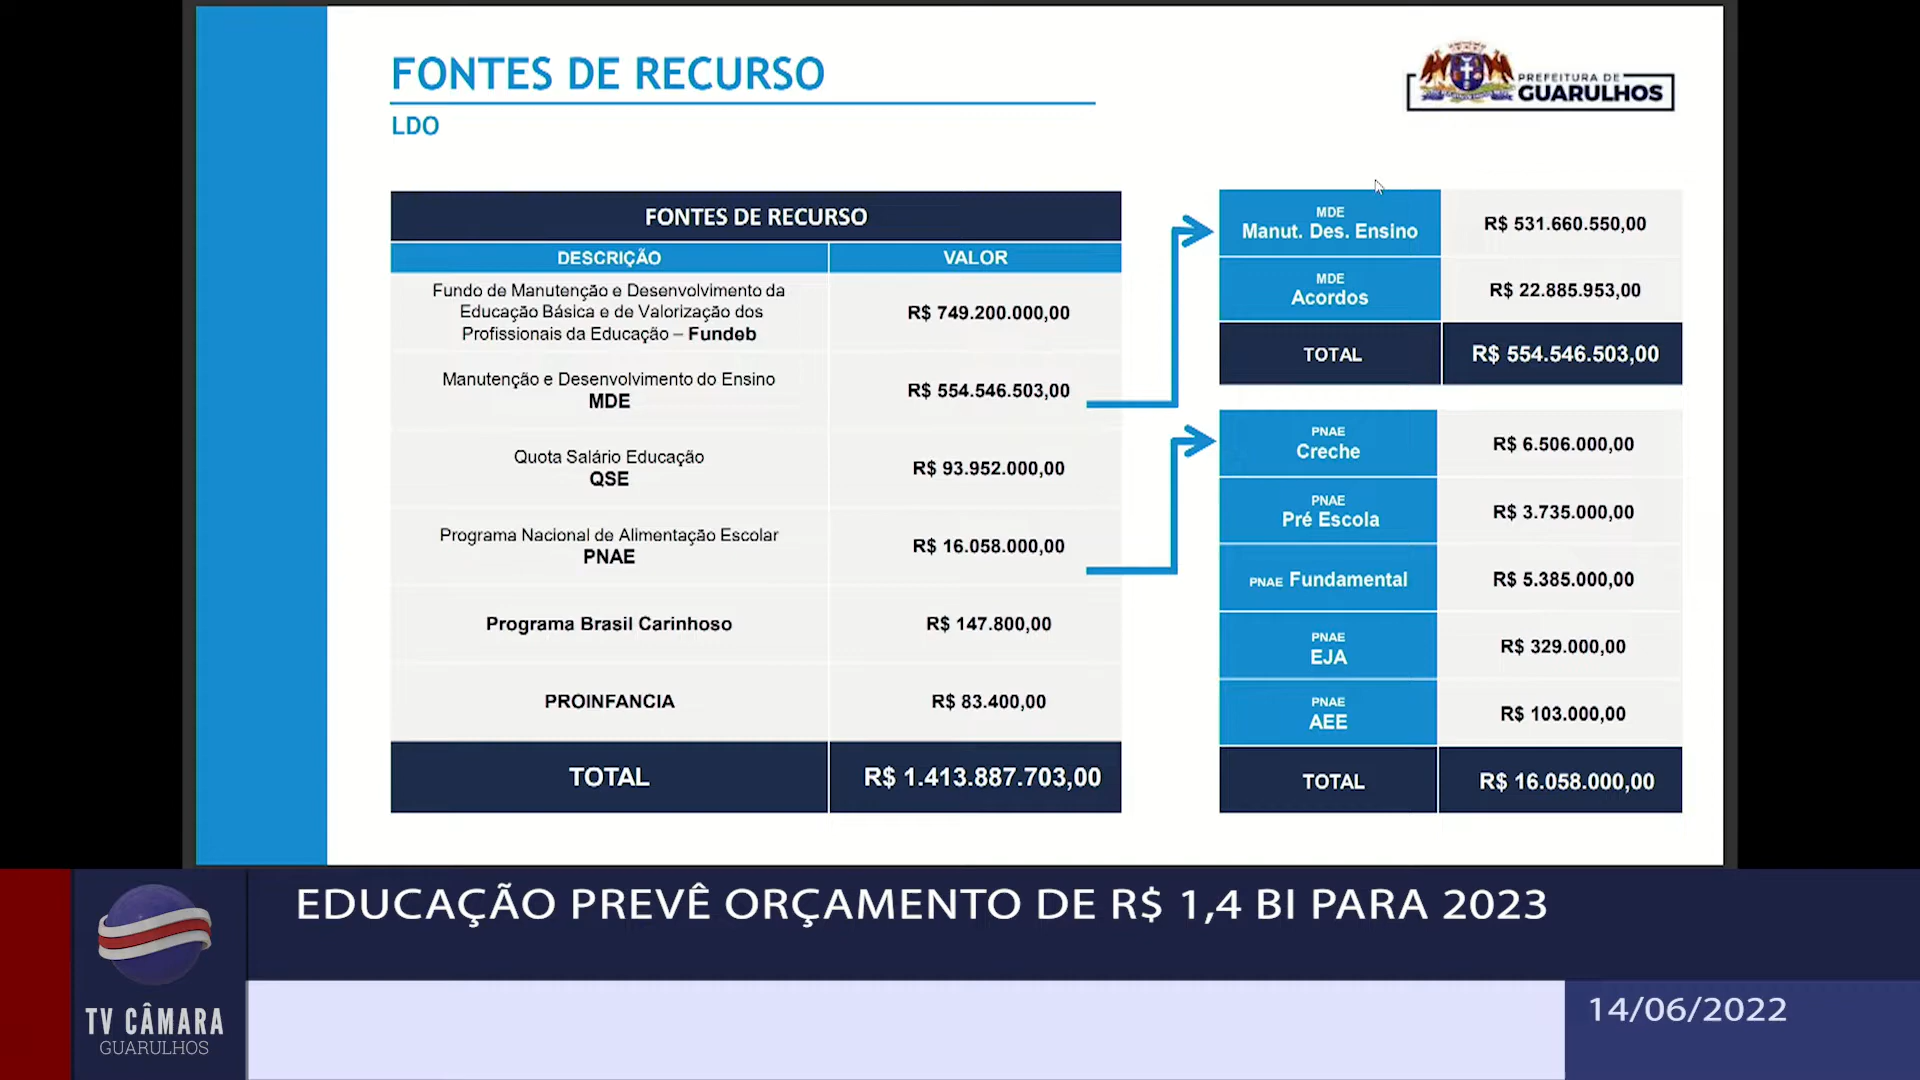 FONTES DE RECURSO
LDO
PREFEITURA DE
GUARULHOS
FONTES DE RECURSO
DESCRIÇÃO VALOR
Fundo de Manutenção e Desenvolvimento da
Educação Básica e de Valorização dos
Profissionais da Educação – Fundeb
R$ 749.200.000,00
Manutenção e Desenvolvimento do Ensino
MDE
R$ 554.546.503,00
Quota Salário Educação
QSE
R$ 93.952.000,00
Programa Nacional de Alimentação Escolar
PNAE
R$ 16.058.000,00
Programa Brasil Carinhoso R$ 147.800,00
PROINFANCIA R$ 83.400,00
TOTAL R$ 1.413.887.703,00
MDE
Manut. Des. Ensino
R$ 531.660.550,00
MDE
Acordos
R$ 22.885.953,00
TOTAL R$ 554.546.503,00
PNAE
Creche
R$ 6.506.000,00
PNAE
Pré Escola
R$ 3.735.000,00
PNAE Fundamental R$ 5.385.000,00
PNAE
EJA
R$ 329.000,00
PNAE
AEE
R$ 103.000,00
TOTAL R$ 16.058.000,00
EDUCAÇÃO PREVÊ ORÇAMENTO DE R$ 1,4 BI PARA 2023
TV CÂMARA
GUARULHOS
14/06/2022